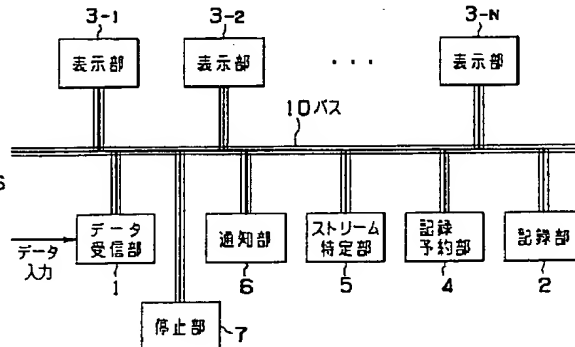 3-1
3-2
3-N
表示部
表示部
・・・
表示部
10バス
S
データ
入力
データ
受信部
通知部
ストリーム
特定部
記録
予約部
記録部
1
6
5
4
2
停止部
7